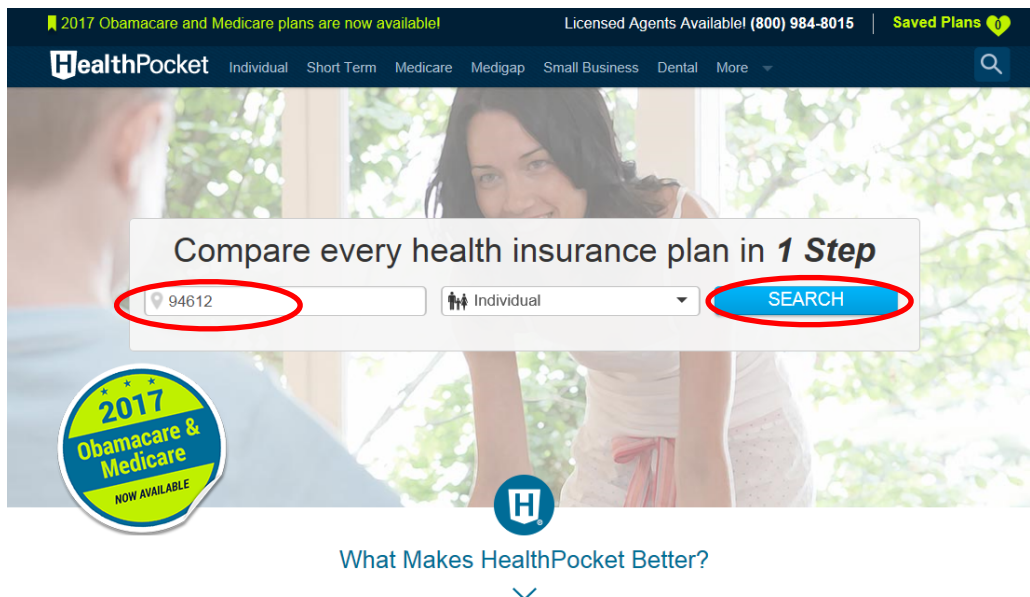 2017 Obamacare and Medicare plans are now available!
Licensed Agents Available! (800) 984-8015
Saved Plans 0
HealthPocket
Individual Short Term Medicare Medigap Small Business Dental More
Compare every health insurance plan in 1 Step
94612
Individual
SEARCH
2017
Obamacare &
Medicare
NOW AVAILABLE
H
What Makes HealthPocket Better?